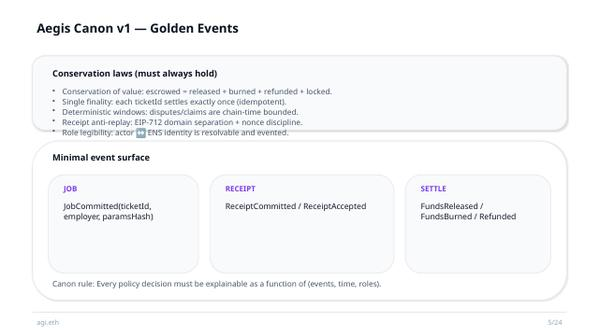 Aegis Canon v1 — Golden Events
Conservation laws (must always hold)
• Conservation of value: escrowed = released + burned + refunded + locked.
• Single finality: each ticketId settles exactly once (idempotent).
• Deterministic windows: disputes/claims are chain-time bounded.
• Receipt anti-replay: EIP-712 domain separation + nonce discipline.
• Role legibility: actor ↔️ ENS identity is resolvable and evented.
Minimal event surface
JOB
JobCommitted(ticketId,
employer, paramsHash)
RECEIPT
ReceiptCommitted / ReceiptAccepted
SETTLE
FundsReleased /
FundsBurned / Refunded
Canon rule: Every policy decision must be explainable as a function of (events, time, roles).
agi.eth
5/24